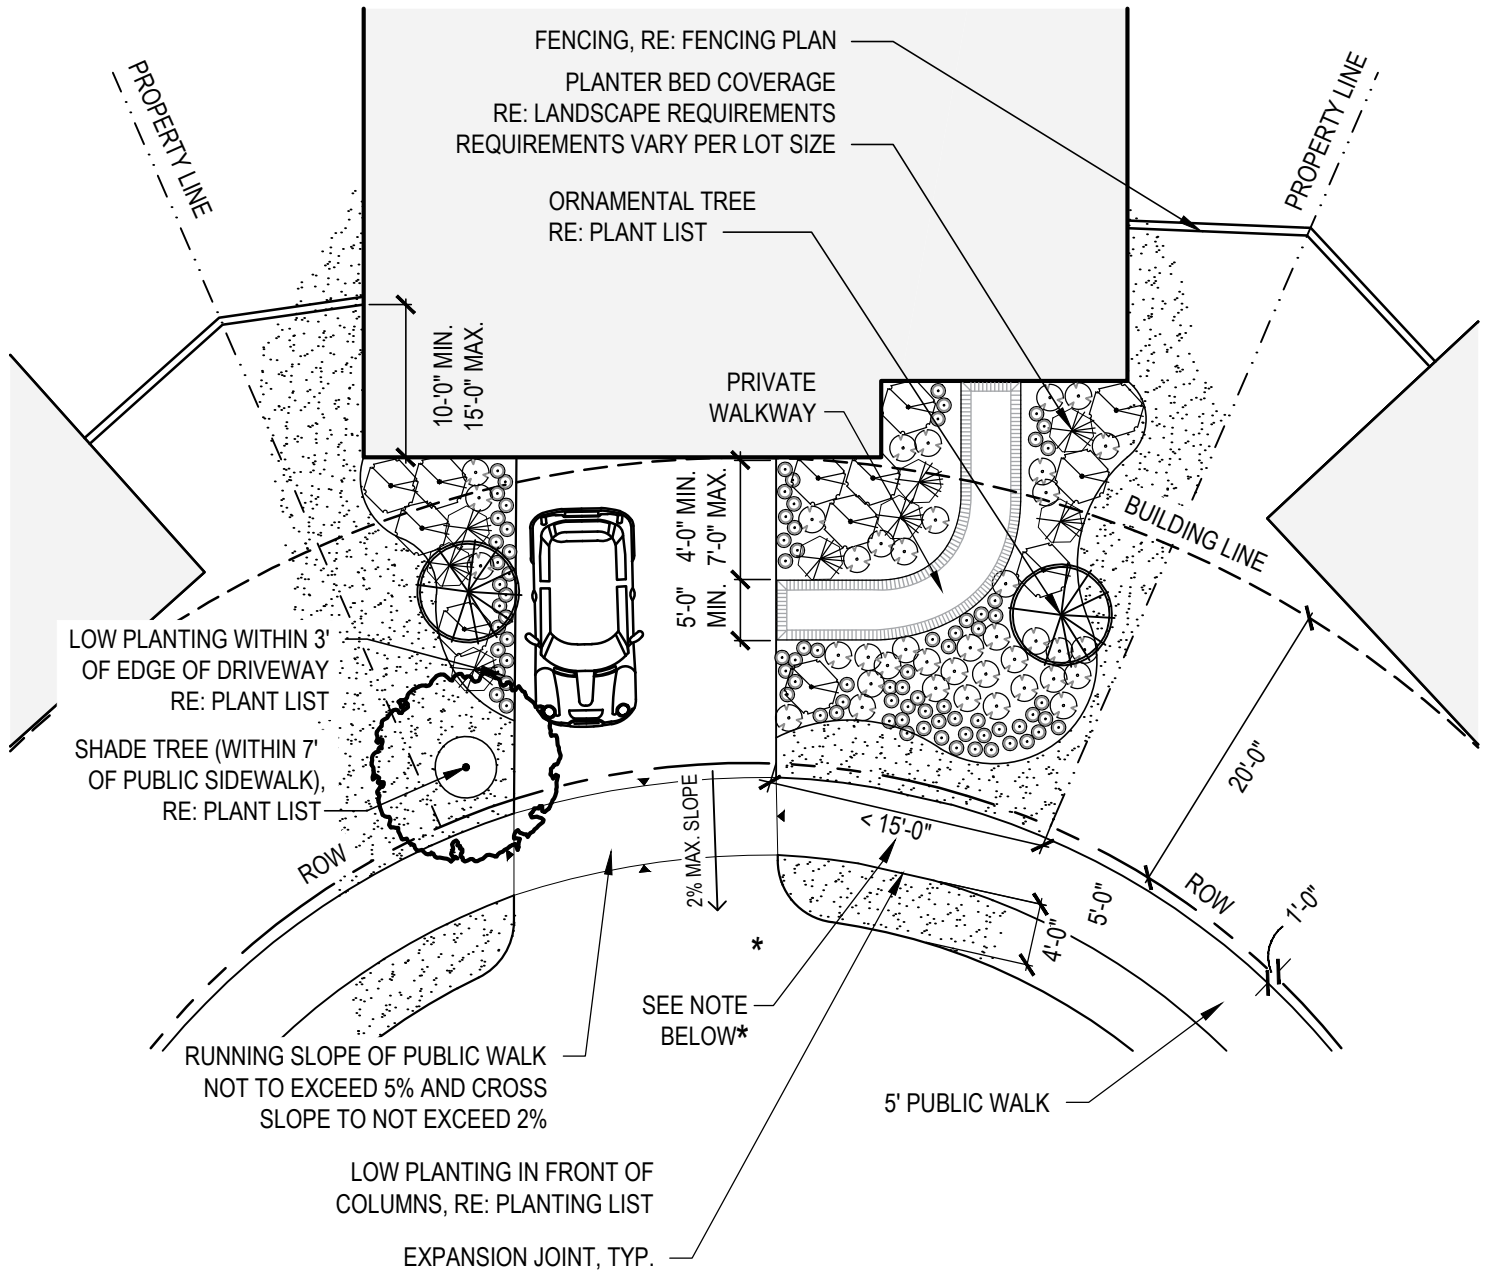 FENCING, RE: FENCING PLAN
PLANTER BED COVERAGE
RE: LANDSCAPE REQUIREMENTS
REQUIREMENTS VARY PER LOT SIZE
PROPERTY LINE
PROPERTY LINE
ORNAMENTAL TREE
RE: PLANT LIST
10'-0" MIN.
15'-0" MAX.
PRIVATE
WALKWAY
4'-0" MIN.
7'-0" MAX.
BUILDING LINE
5'-0"
MIN.
LOW PLANTING WITHIN 3'
OF EDGE OF DRIVEWAY
RE: PLANT LIST
SHADE TREE (WITHIN 7'
OF PUBLIC SIDEWALK),
RE: PLANT LIST
20'-0"
2% MAX. SLOPE
< 15'-0"
ROW
ROW
5'-0"
1'-0"
4'-0"
*
SEE NOTE
BELOW*
RUNNING SLOPE OF PUBLIC WALK
NOT TO EXCEED 5% AND CROSS
SLOPE TO NOT EXCEED 2%
5' PUBLIC WALK
LOW PLANTING IN FRONT OF
COLUMNS, RE: PLANTING LIST
EXPANSION JOINT, TYP.